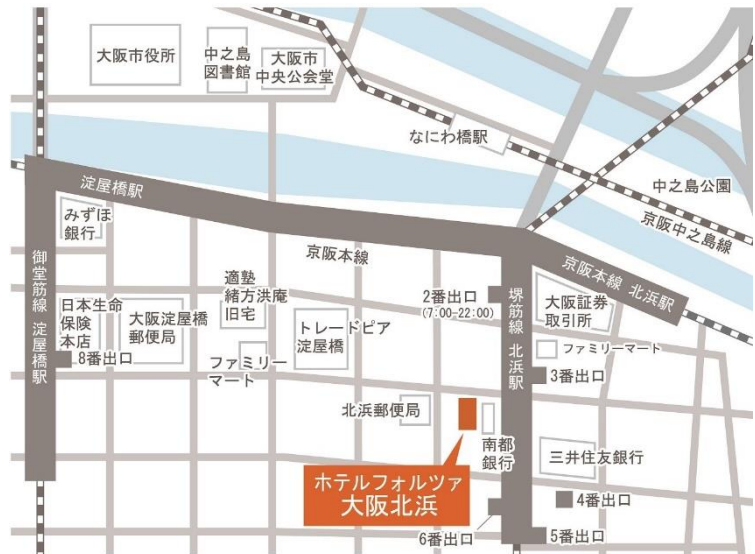 大阪市役所
中之島
図書館
大阪市
中央公会堂
なにわ橋駅
中之島公園
京阪中之島線
淀屋橋駅
みずほ
銀行
京阪本線
京阪本線 北浜駅
御堂筋線 淀屋橋駅
堺筋線 北浜駅
適塾
緒方洪庵
旧宅
2番出口
(7:00-22:00)
大阪証券
取引所
日本生命
保険
本店
大阪淀屋橋
郵便局
トレードピア
淀屋橋
8番出口
ファミリー
マート
ファミリーマート
3番出口
北浜郵便局
南都
銀行
三井住友銀行
ホテルフォルツァ
大阪北浜
4番出口
6番出口
5番出口